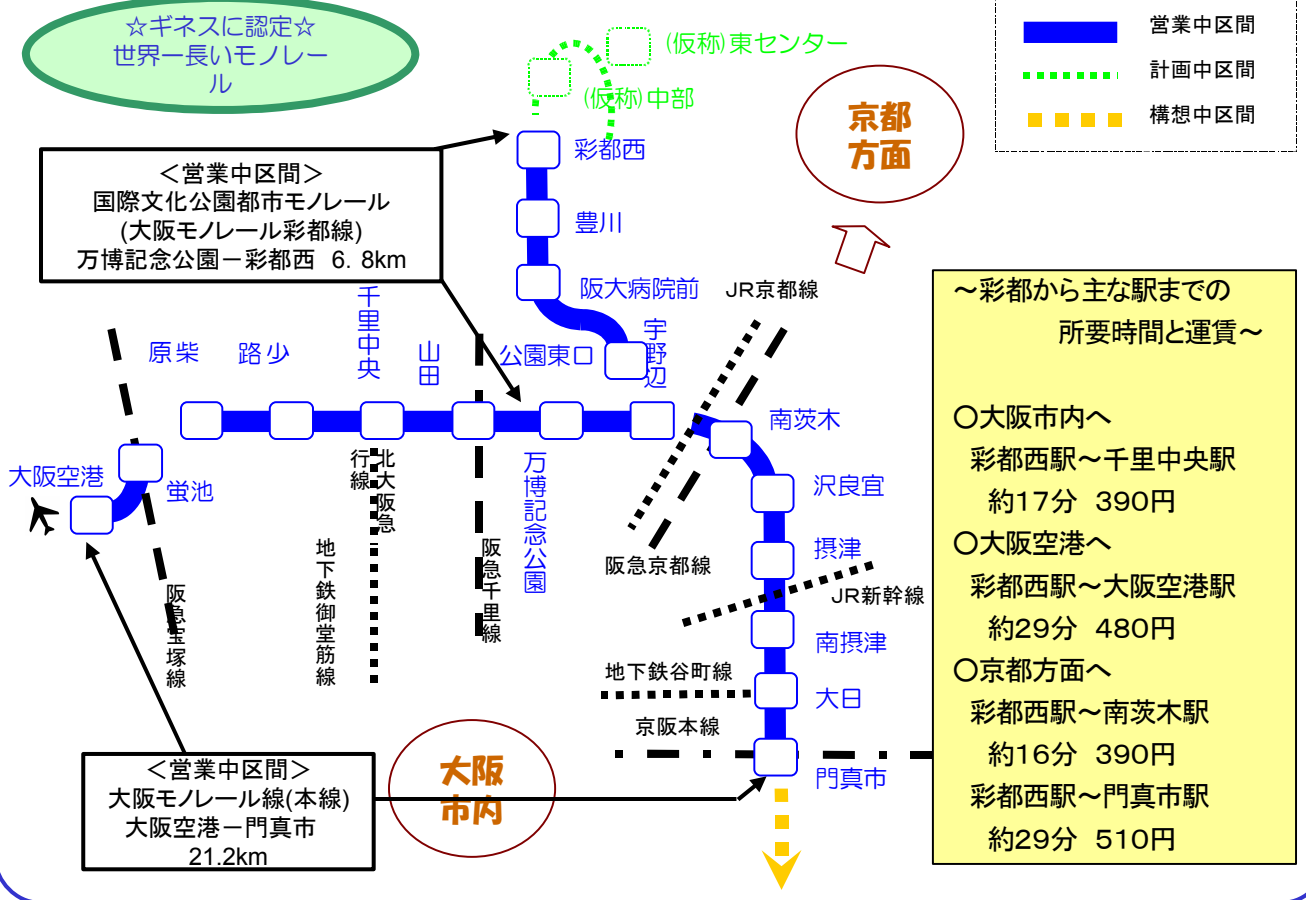 ☆ギネスに認定☆
世界一長いモノレー
ル
(仮称)東センター
(仮称)中部
営業中区間
計画中区間
構想中区間
京都
方面
<営業中区間>
国際文化公園都市モノレール
(大阪モノレール彩都線)
万博記念公園－彩都西 6.8km
彩都西
豊川
阪大病院前
JR京都線
原柴
路少
千里中央
山田
公園東口
宇野辺
南茨木
大阪空港
蛍池
北大阪急
行線
万博記念公園
沢良宜
摂津
JR新幹線
南摂津
地下鉄御堂筋線
阪急千里線
阪急京都線
阪急宝塚線
地下鉄谷町線
大日
京阪本線
門真市
<営業中区間>
大阪モノレール線(本線)
大阪空港－門真市
21.2km
大阪
市内
～彩都から主な駅までの
所要時間と運賃～
○大阪市内へ
彩都西駅～千里中央駅
約17分 390円
○大阪空港へ
彩都西駅～大阪空港駅
約29分 480円
○京都方面へ
彩都西駅～南茨木駅
約16分 390円
彩都西駅～門真市駅
約29分 510円